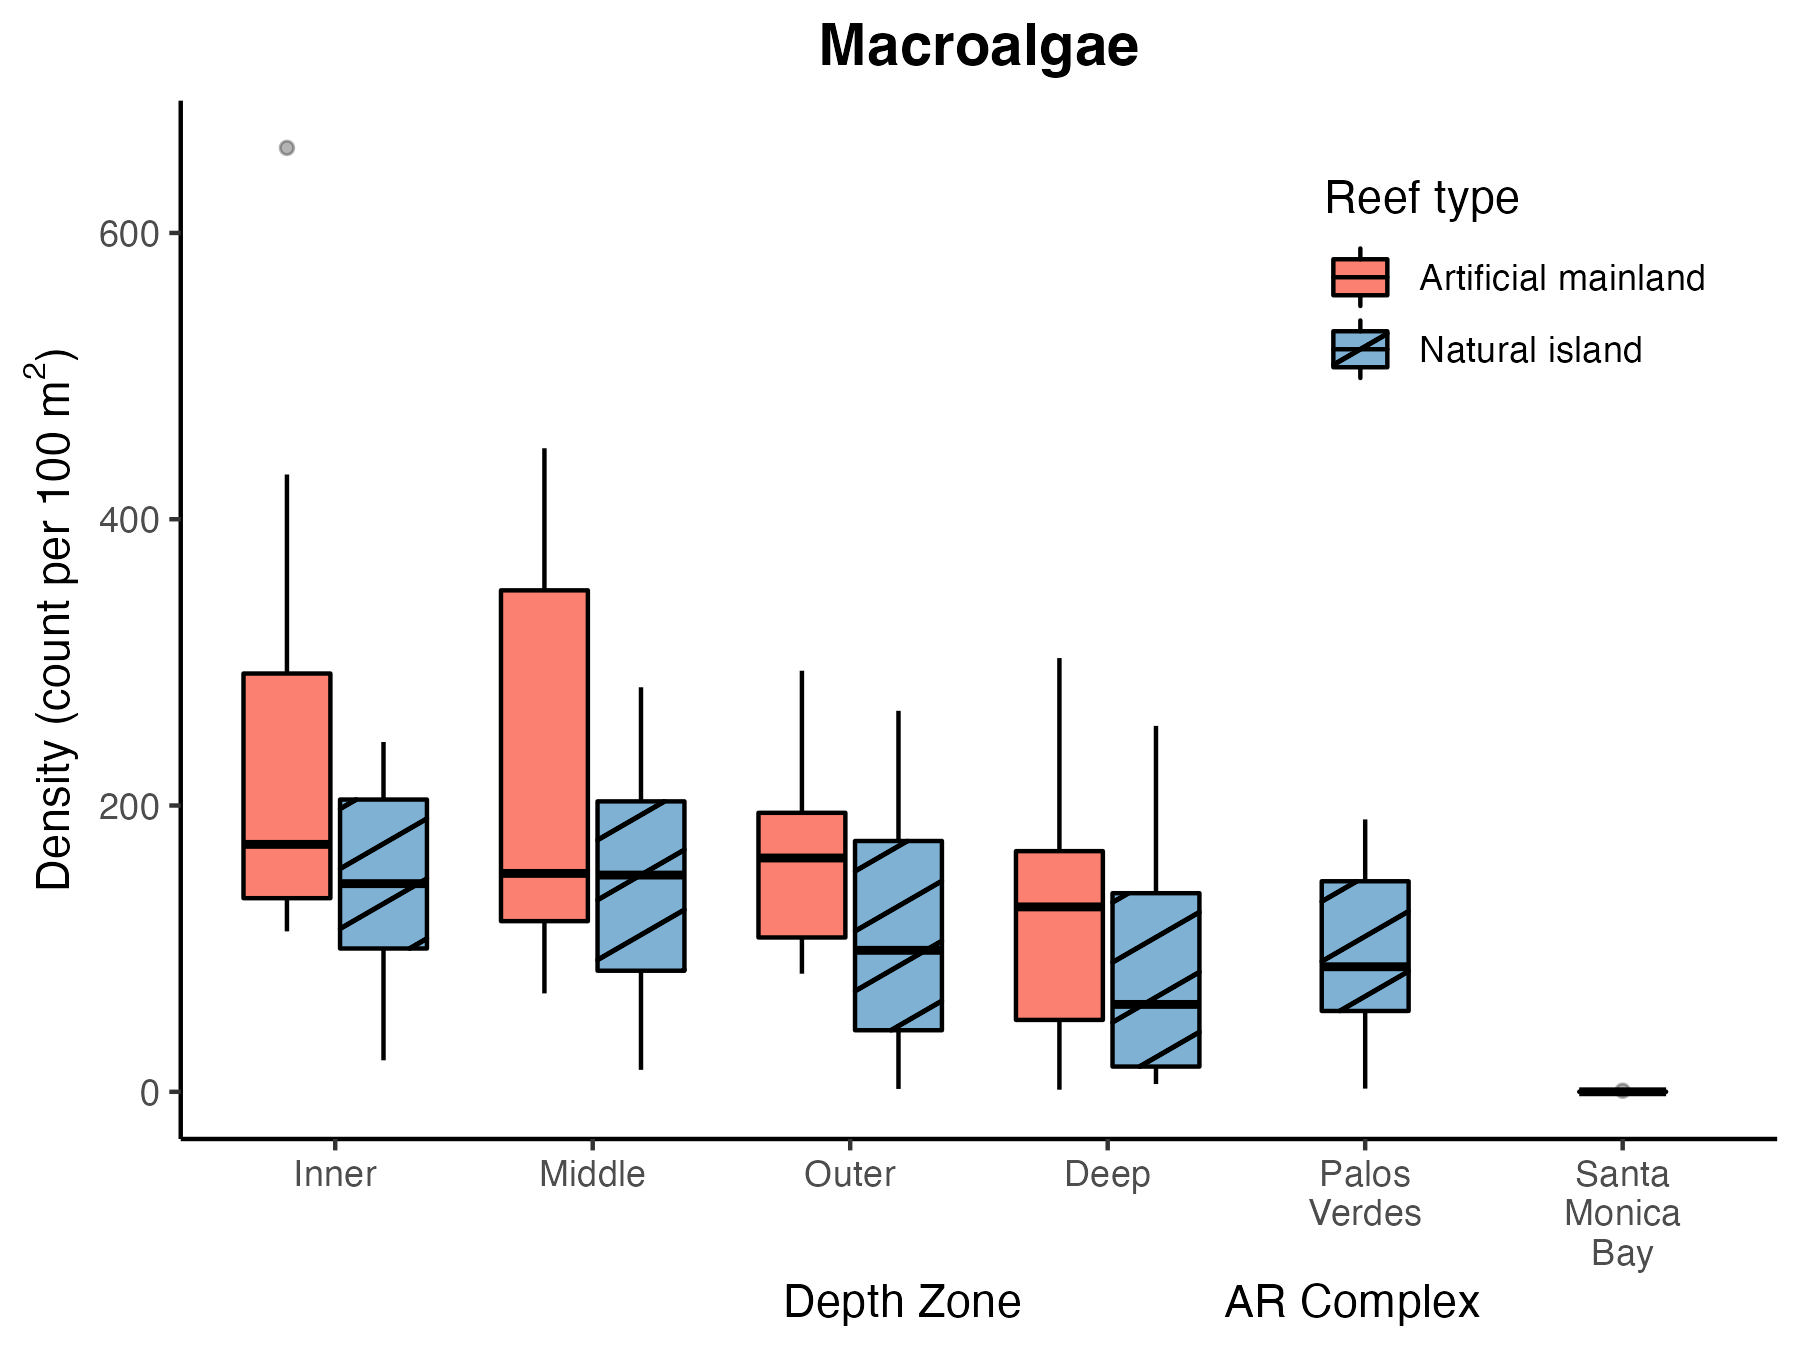 Macroalgae
Density (count per 100 m²)
600
400
200
0
Reef type
Artificial mainland
Natural island
Inner
Middle
Outer
Deep
Palos
Verdes
Santa
Monica
Bay
Depth Zone
AR Complex